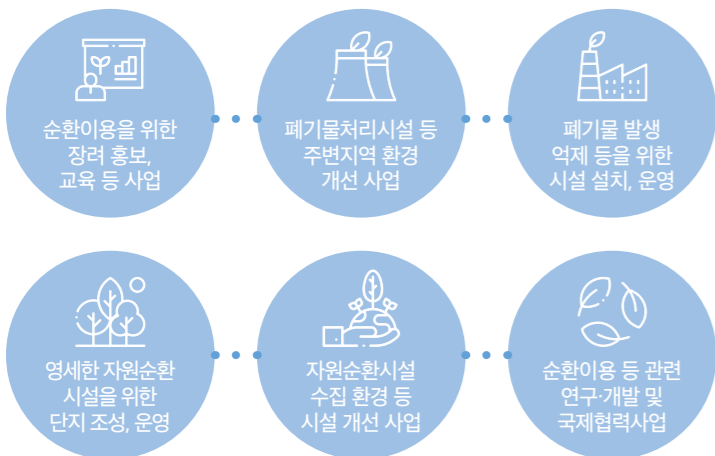 순환이용을 위한
장려 홍보,
교육 등 사업
폐기물처리시설 등
주변지역 환경
개선 사업
폐기물 발생
억제 등을 위한
시설 설치, 운영
영세한 자원순환
시설을 위한
단지 조성, 운영
자원순환시설
수집 환경 등
시설 개선 사업
순환이용 등 관련
연구·개발 및
국제협력사업